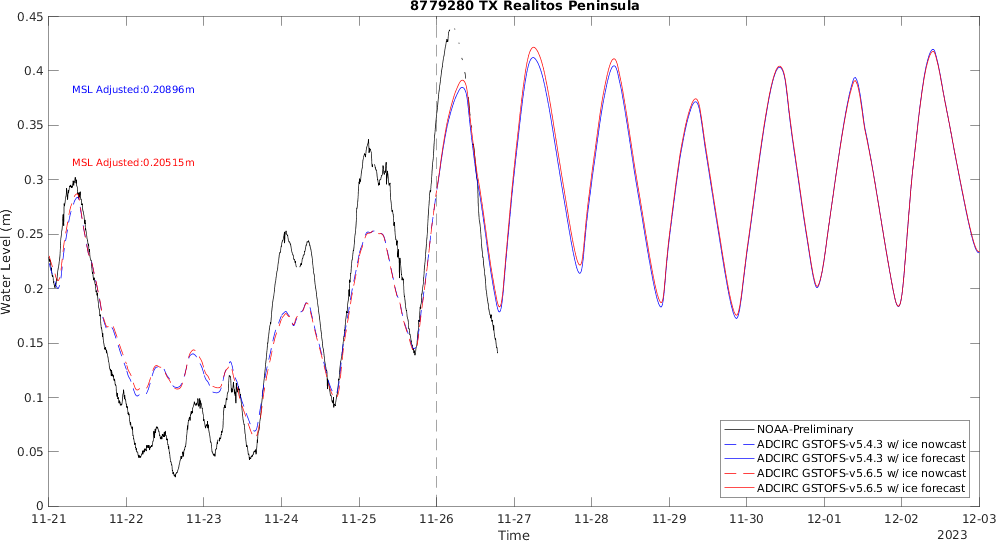 8779280 TX Realitos Peninsula
0.45
0.4
0.35
0.3
0.25
0.2
0.15
0.1
0.05
0
Water Level (m)
MSL Adjusted:0.20896m
MSL Adjusted:0.20515m
NOAA-Preliminary
ADCIRC GSTOFS-v5.4.3 w/ ice nowcast
ADCIRC GSTOFS-v5.4.3 w/ ice forecast
ADCIRC GSTOFS-v5.6.5 w/ ice nowcast
ADCIRC GSTOFS-v5.6.5 w/ ice forecast
11-21 11-22 11-23 11-24 11-25 11-26 11-27 11-28 11-29 11-30 12-01 12-02 12-03
Time
2023